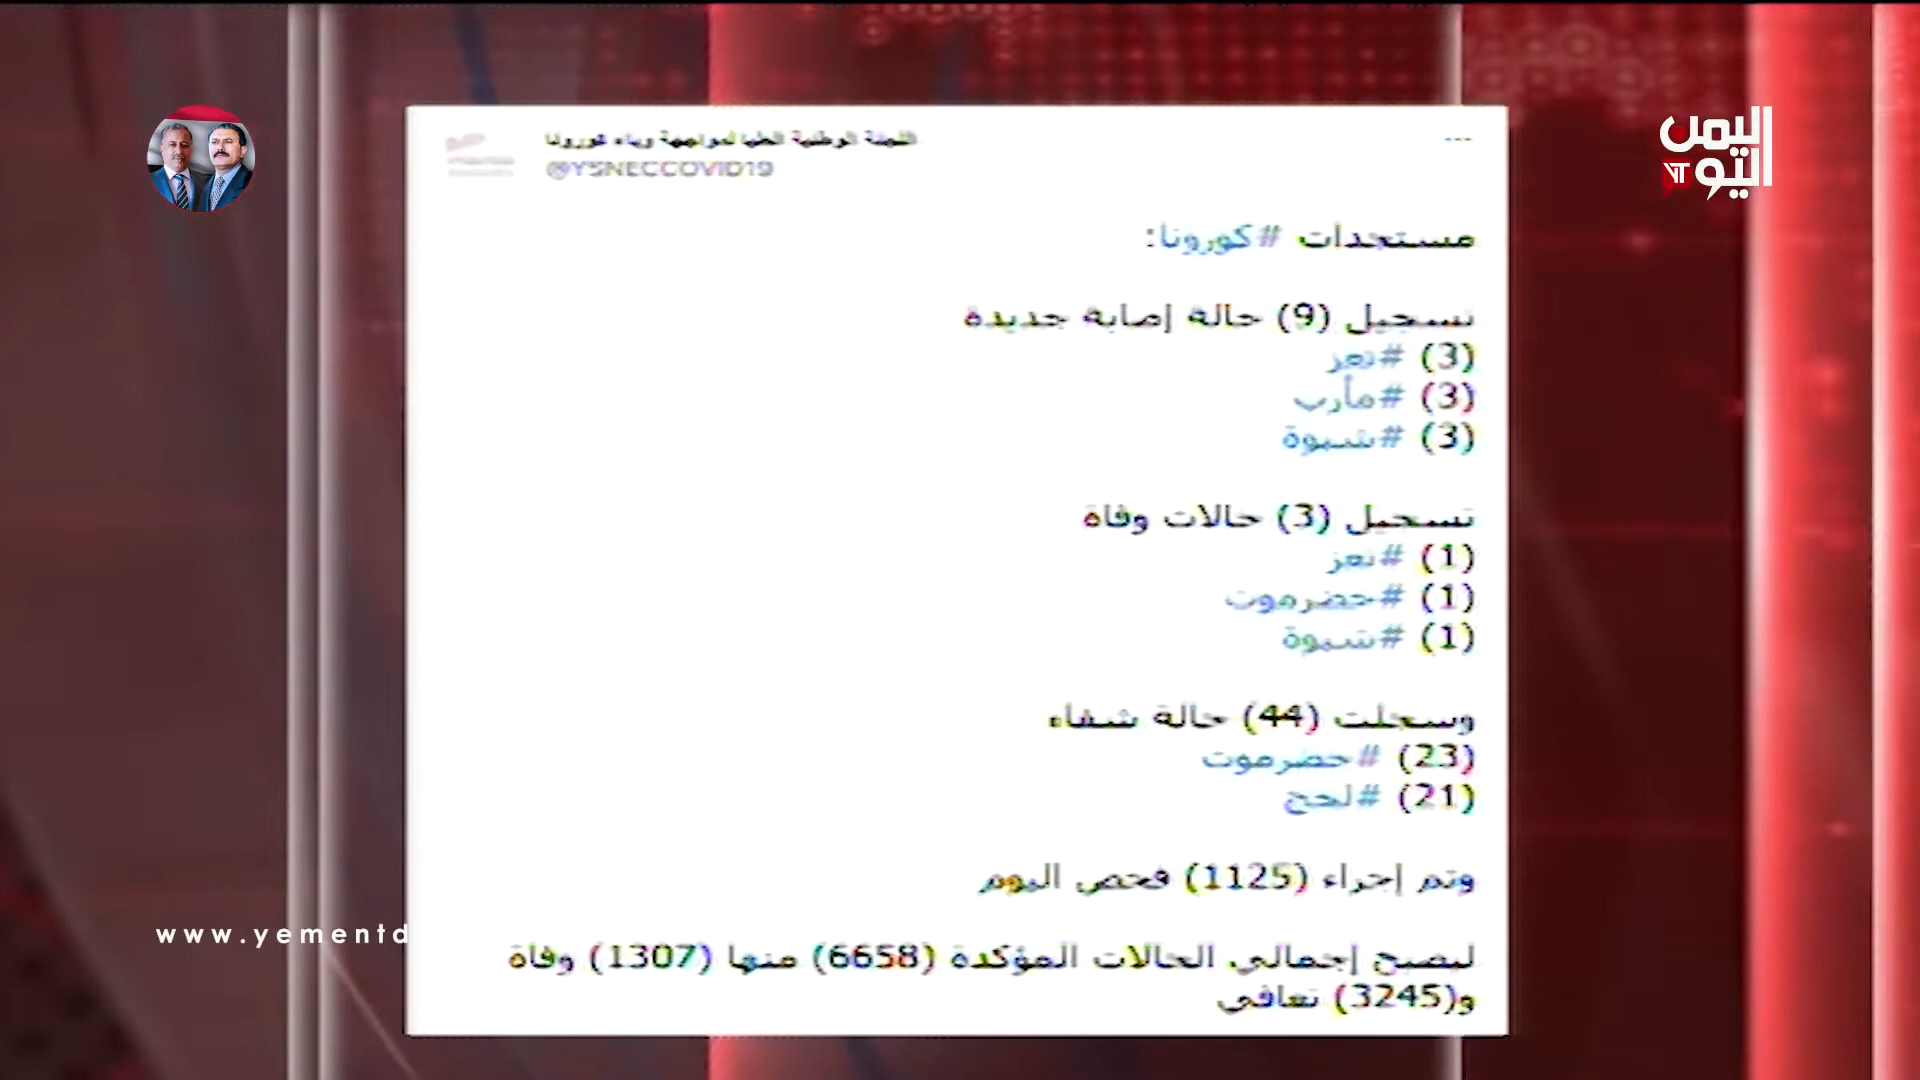 اليمن
اليوم
YT
اللجنة الوطنية العليا لمواجهة وباء كورونا
@YSNECCOVID19
مستجدات #كورونا:
تسجيل (9) حالة إصابة جديدة
(3) #تعز
(3) #مأرب
(3) #شبوة
تسجيل (3) حالات وفاة
(1) #تعز
(1) #حضرموت
(1) #شبوة
وسجلت (44) حالة شفاء
(23) #حضرموت
(21) #لحج
وتم إجراء (1125) فحص اليوم
ليصبح إجمالي الحالات المؤكدة (6658) منها (1307) وفاة
و(3245) تعافي
www.yementd